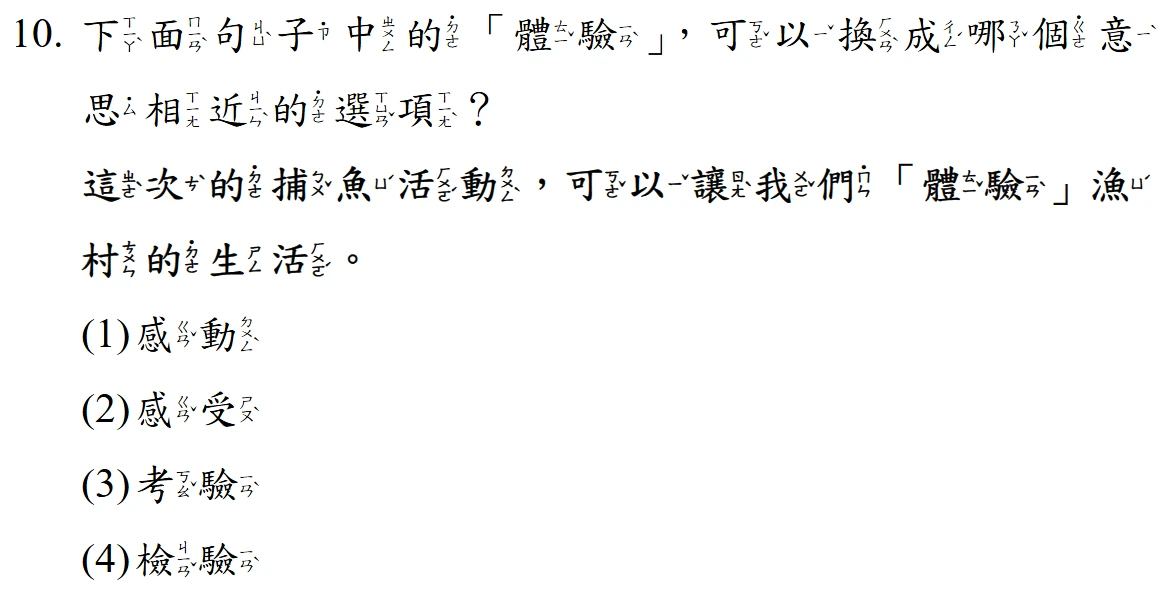 10. 下面句子中的「體驗」，可以換成哪個意
思相近的選項？
這次的捕魚活動，可以讓我們「體驗」漁
村的生活。
(1)感動
(2)感受
(3)考驗
(4)檢驗